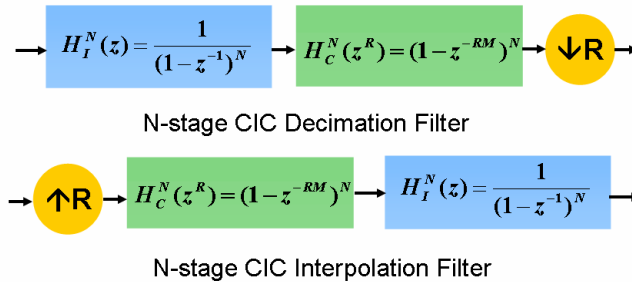 H_I^N(z) = 1/(1 - z^{-1})^N
H_C^N(z^R) = (1 - z^{-RM})^N
↓R
N-stage CIC Decimation Filter
↑R
H_C^N(z^R) = (1 - z^{-RM})^N
H_I^N(z) = 1/(1 - z^{-1})^N
N-stage CIC Interpolation Filter